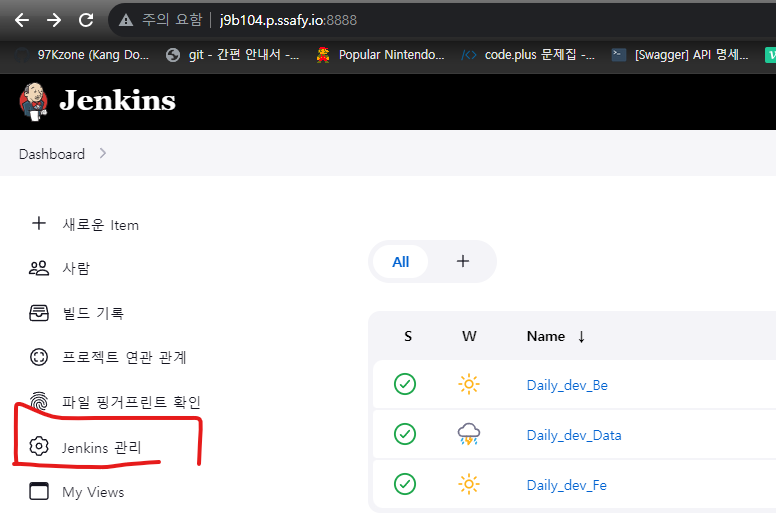 주의 요함 | j9b104.p.ssafy.io:8888
97Kzone (Kang Do... git - 간편 안내서 -... Popular Nintendo... code.plus 문제집 -... [Swagger] API 명세...
Jenkins
Dashboard
새로운 Item
사람
빌드 기록
프로젝트 연관 관계
파일 핑거프린트 확인
Jenkins 관리
My Views
All +
S W Name ↓
Daily_dev_Be
Daily_dev_Data
Daily_dev_Fe